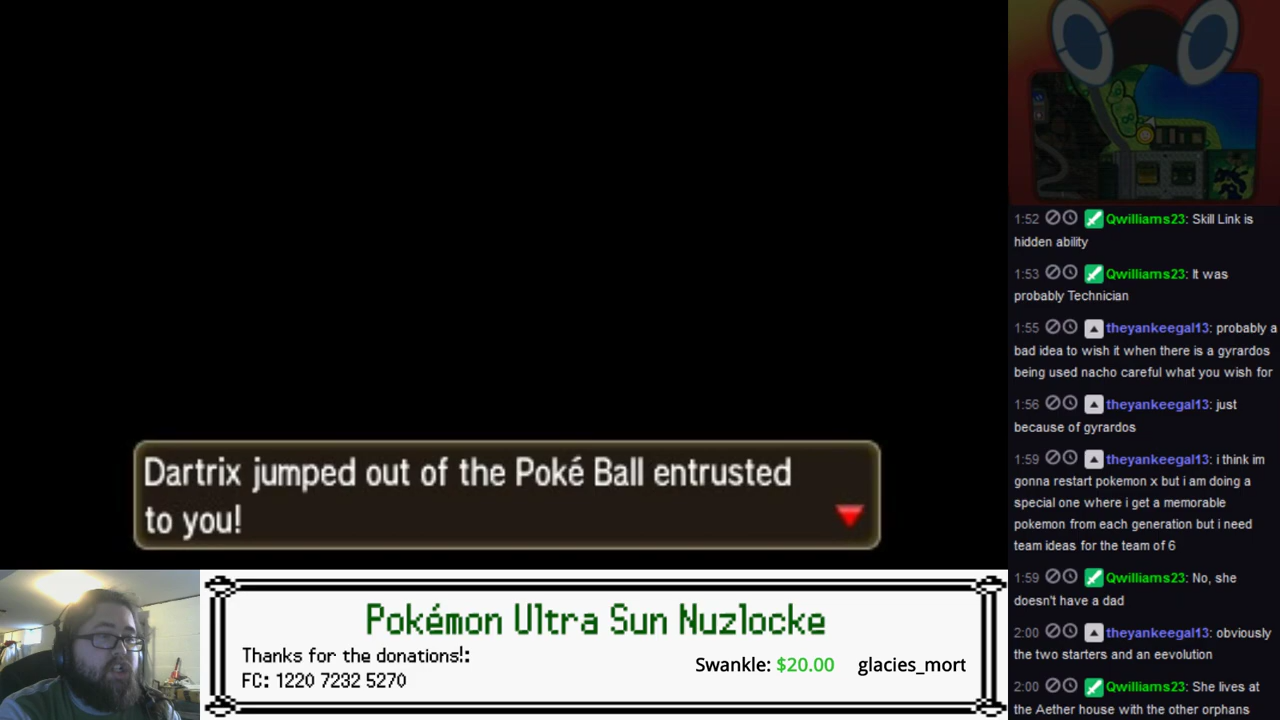 Dartrix jumped out of the Poké Ball entrusted
to you!
Pokémon Ultra Sun Nuzlocke
Thanks for the donations!:
FC: 1220 7232 5270
Swankle: $20.00 glacies_mort
1:52 Qwilliams23: Skill Link is
hidden ability
1:53 Qwilliams23: It was
probably Technician
1:55 theyankeegal13: probably a
bad idea to wish it when there is a gyrardos
being used nacho careful what you wish for
1:56 theyankeegal13: just
because of gyrardos
1:59 theyankeegal13: i think im
gonna restart pokemon x but i am doing a
special one where i get a memorable
pokemon from each generation but i need
team ideas for the team of 6
1:59 Qwilliams23: No, she
doesn't have a dad
2:00 theyankeegal13: obviously
the two starters and an eevolution
2:00 Qwilliams23: She lives at
the Aether house with the other orphans